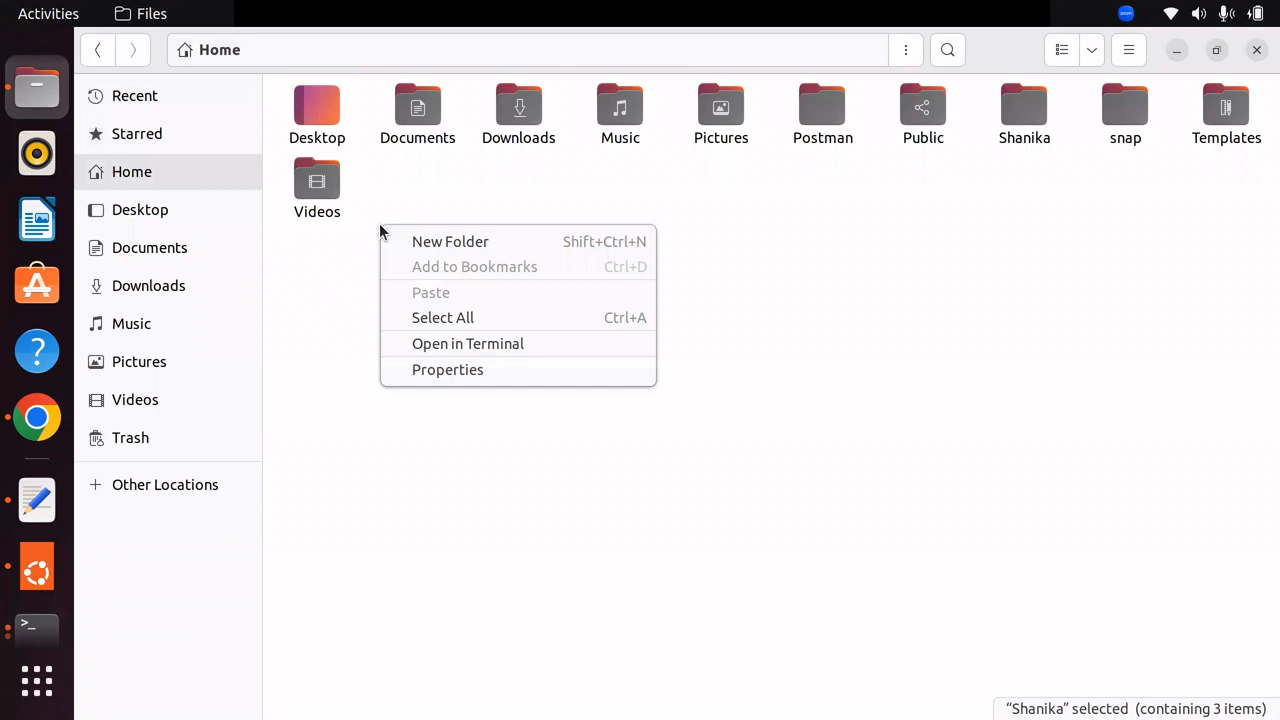 Activities Files
zoom
Home
Recent
Starred
Home
Desktop
Documents
Downloads
Music
Pictures
Videos
Trash
Other Locations
Desktop Documents Downloads Music Pictures Postman Public Shanika snap Templates
Videos
New Folder Shift+Ctrl+N
Add to Bookmarks Ctrl+D
Paste
Select All Ctrl+A
Open in Terminal
Properties
“Shanika” selected (containing 3 items)